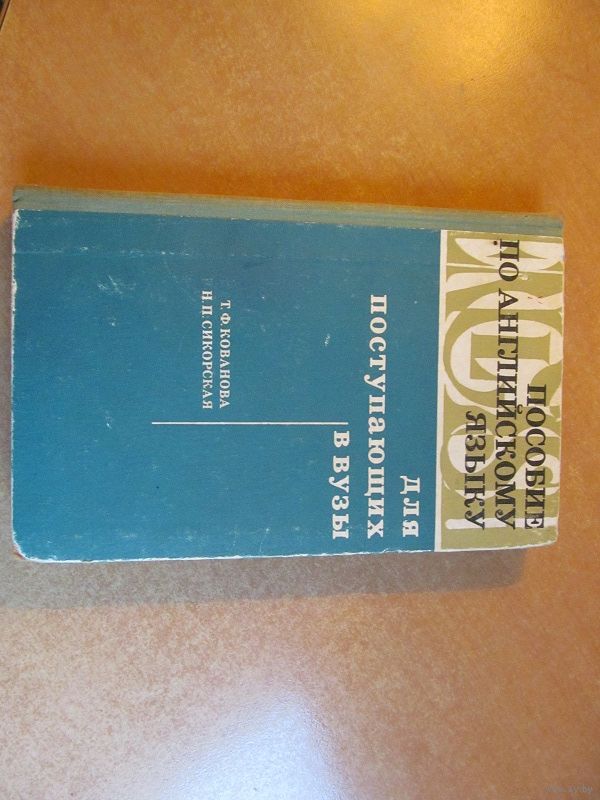 ПОСОБИЕ
ПО АНГЛИЙСКОМУ
ЯЗЫКУ
для
поступающих
в вузы
Т. Ф. КОВАНОВА
Н. П. СИКОРСКАЯ